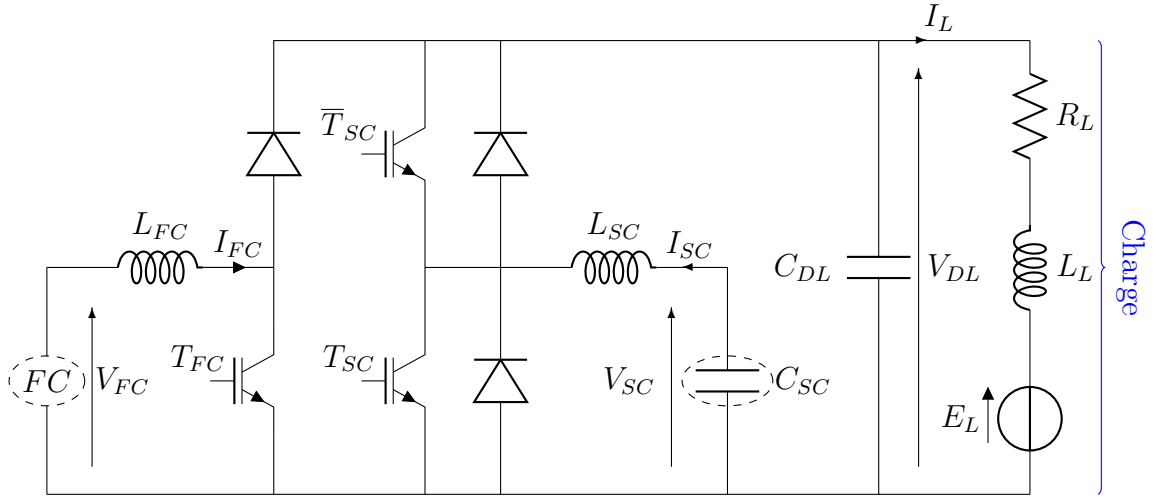 I_L
T̅_SC
R_L
L_FC
I_FC
L_SC
I_SC
C_DL
V_DL
L_L
Charge
T_FC
T_SC
FC
V_FC
V_SC
C_SC
E_L